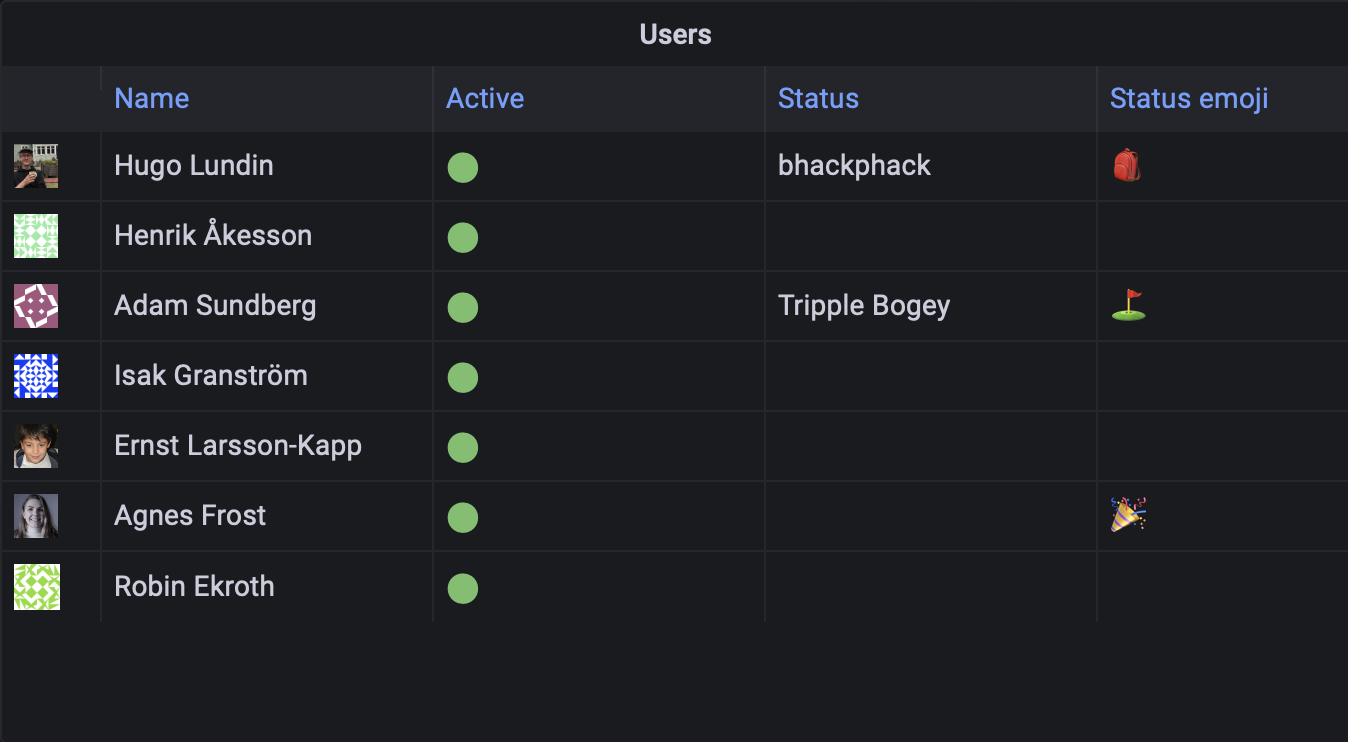 Users
Name Active Status Status emoji
Hugo Lundin bhackphack
Henrik Åkesson
Adam Sundberg Tripple Bogey
Isak Granström
Ernst Larsson-Kapp
Agnes Frost
Robin Ekroth